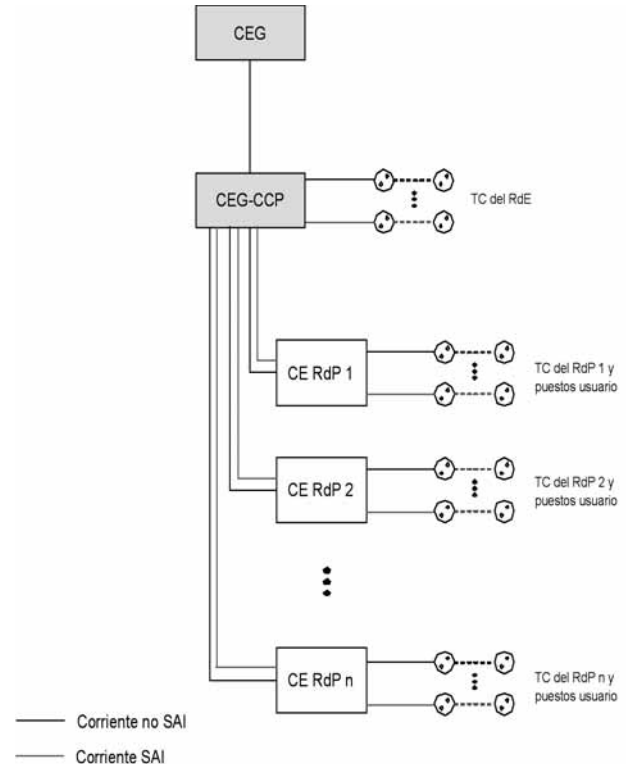 CEG
CEG-CCP
TC del RdE
CE RdP 1
TC del RdP 1 y
puestos usuario
CE RdP 2
TC del RdP 2 y
puestos usuario
CE RdP n
TC del RdP n y
puestos usuario
Corriente no SAI
Corriente SAI